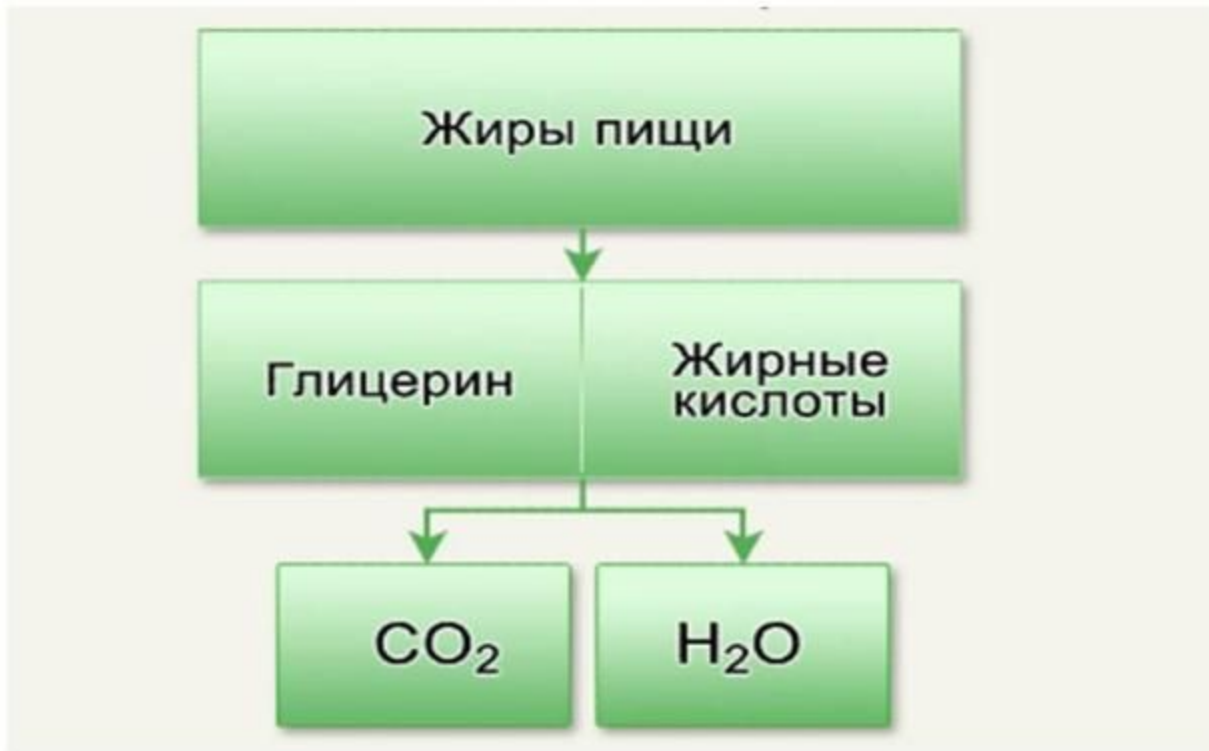 Жиры пищи
Глицерин
Жирные
кислоты
CO₂
H₂O